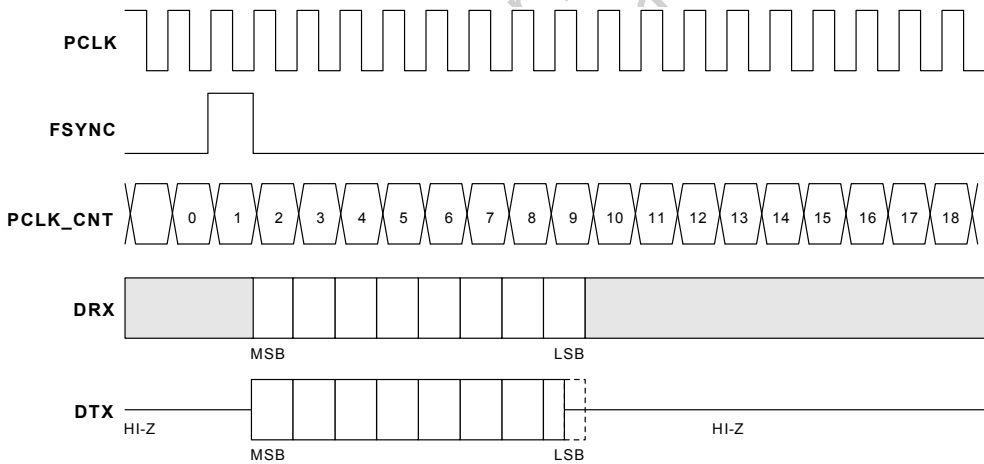 PCLK
FSYNC
PCLK_CNT 0 1 2 3 4 5 6 7 8 9 10 11 12 13 14 15 16 17 18
DRX
MSB LSB
DTX
HI-Z HI-Z
MSB LSB